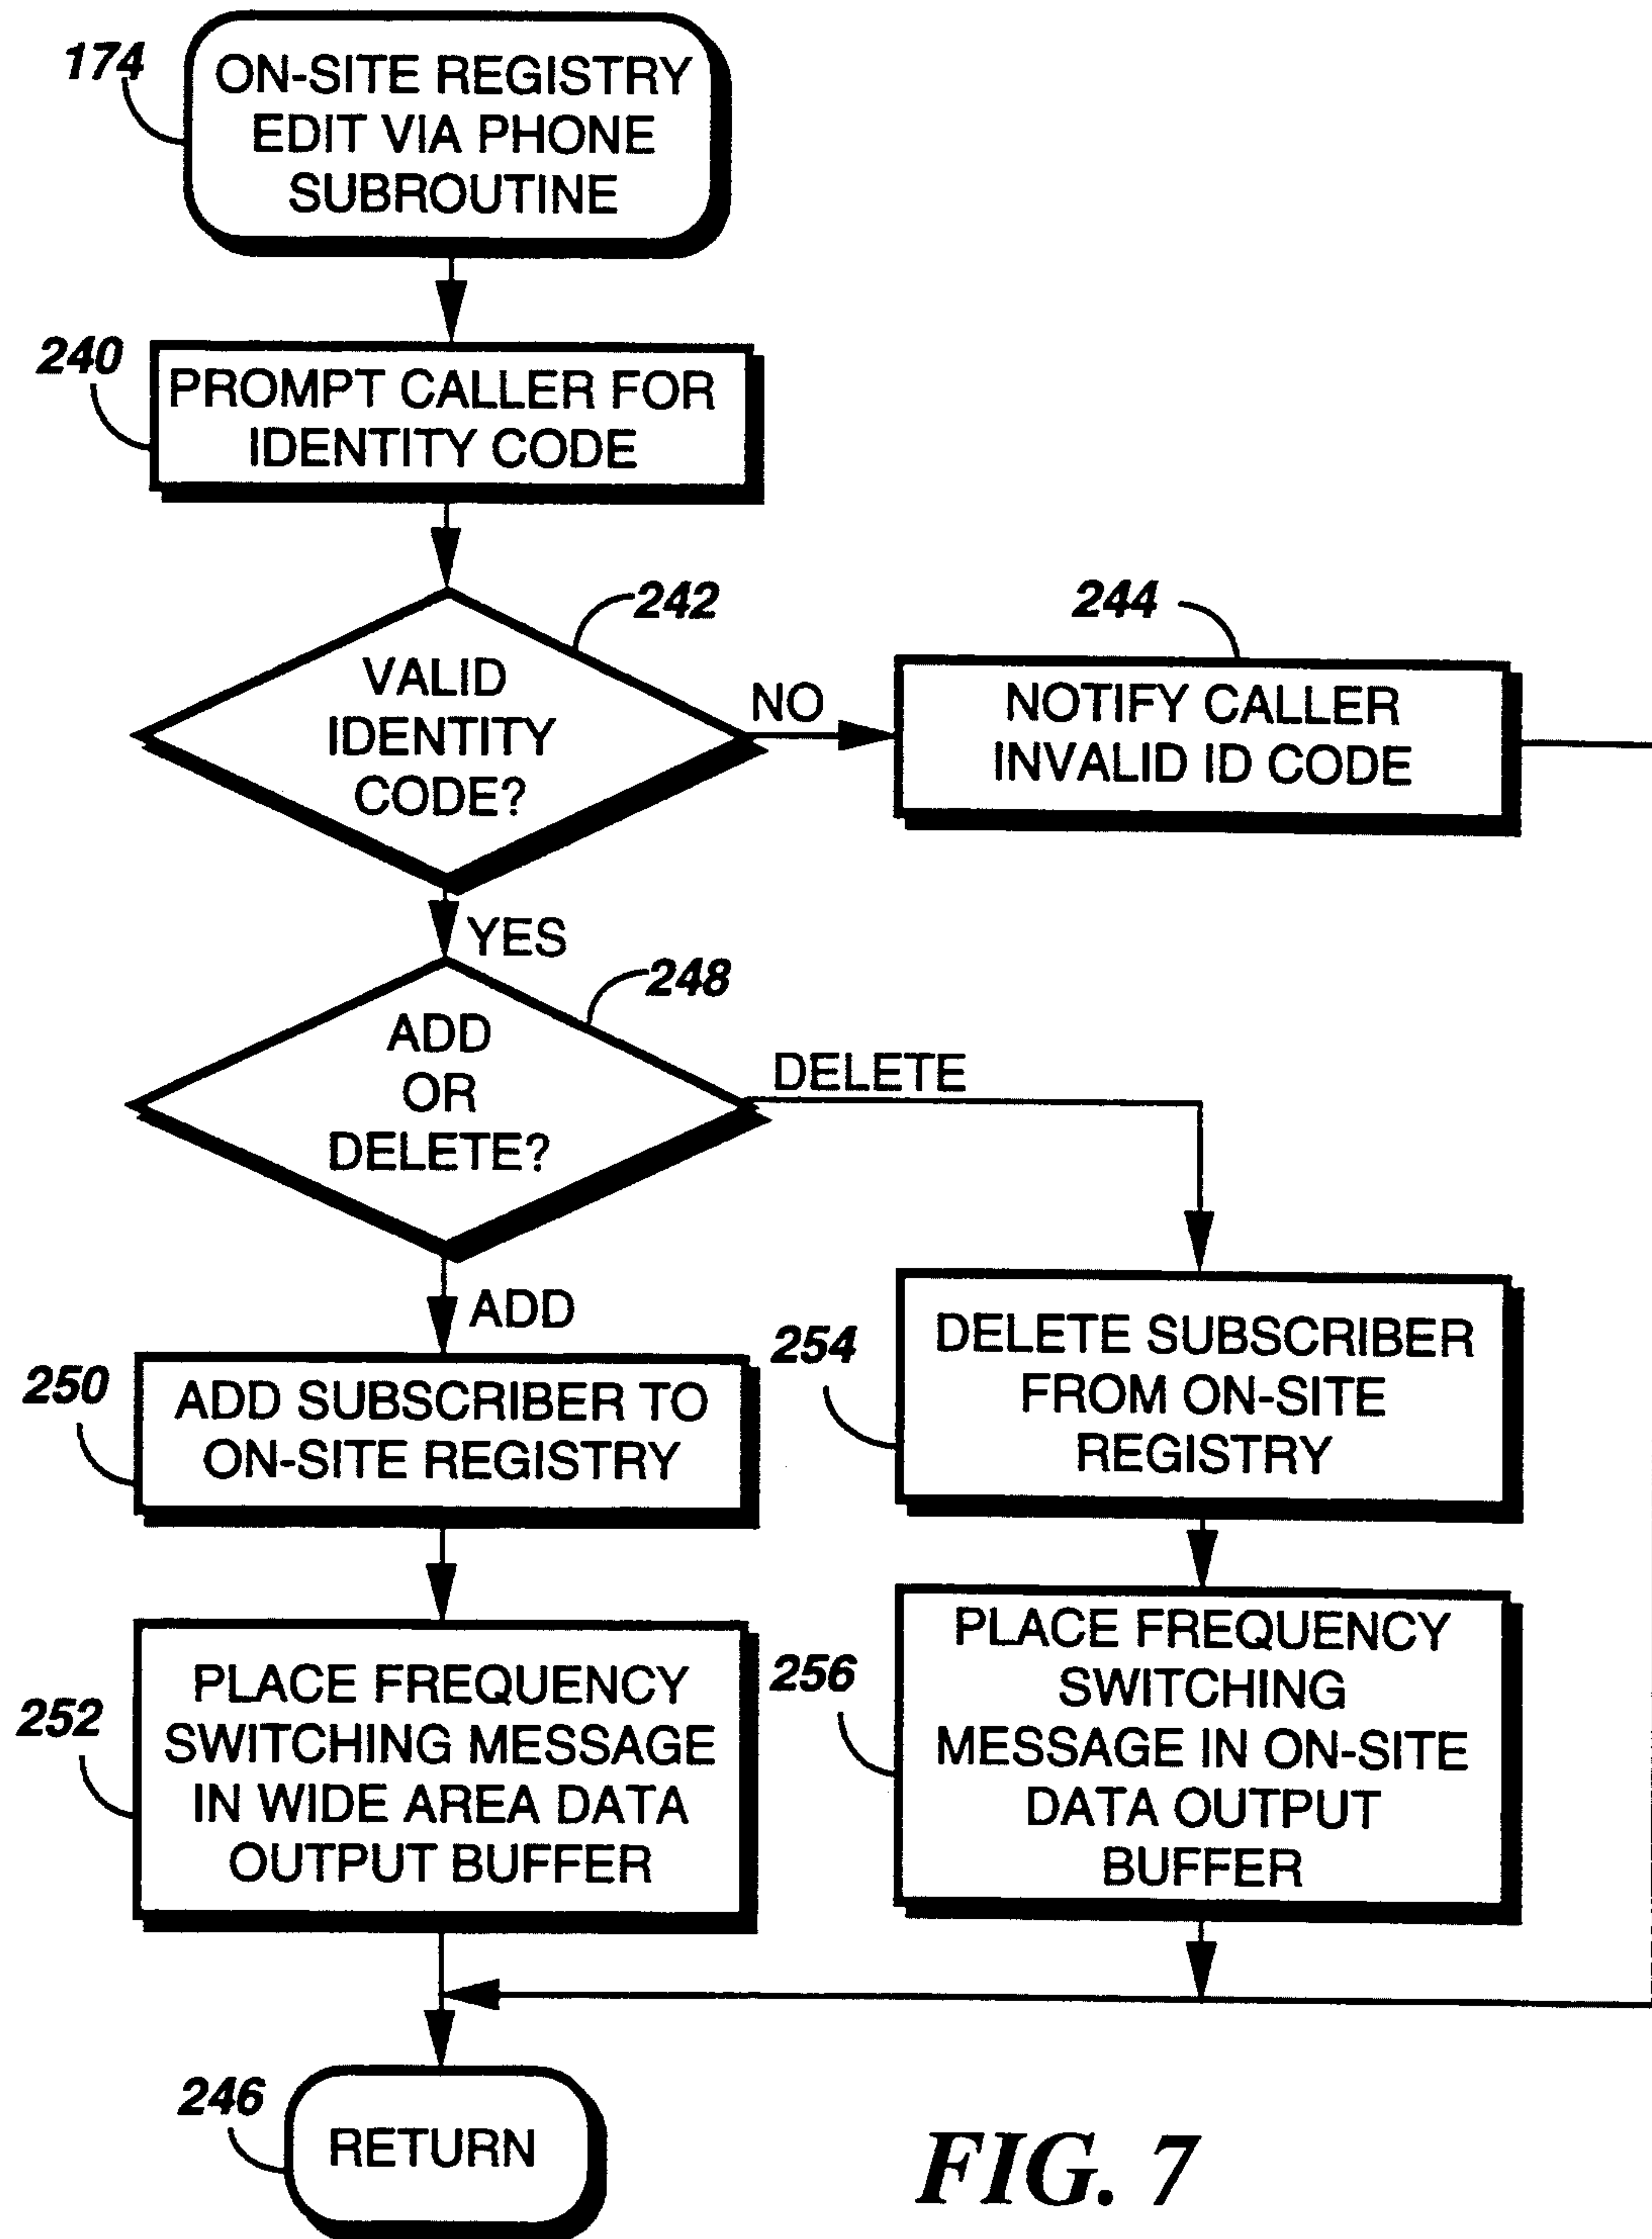 174
ON-SITE REGISTRY
EDIT VIA PHONE
SUBROUTINE
240
PROMPT CALLER FOR
IDENTITY CODE
242
VALID
IDENTITY
CODE?
NO
244
NOTIFY CALLER
INVALID ID CODE
YES
248
ADD
OR
DELETE?
DELETE
ADD
250
ADD SUBSCRIBER TO
ON-SITE REGISTRY
254
DELETE SUBSCRIBER
FROM ON-SITE
REGISTRY
252
PLACE FREQUENCY
SWITCHING MESSAGE
IN WIDE AREA DATA
OUTPUT BUFFER
256
PLACE FREQUENCY
SWITCHING
MESSAGE IN ON-SITE
DATA OUTPUT
BUFFER
246
RETURN
FIG. 7